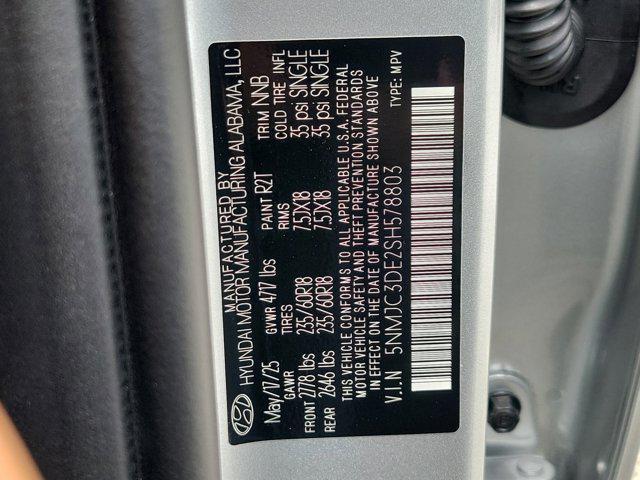 MANUFACTURED BY
HYUNDAI MOTOR MANUFACTURING ALABAMA, LLC
May/17/25 GVWR 4717 lbs PAINT R2T TRIM NNB
GAWR TIRES RIMS COLD TIRE INFL
FRONT 2778 lbs 235/60R18 7.5JX18 35 psi SINGLE
REAR 2646 lbs 235/60R18 7.5JX18 35 psi SINGLE
THIS VEHICLE CONFORMS TO ALL APPLICABLE U.S.A. FEDERAL
MOTOR VEHICLE SAFETY AND THEFT PREVENTION STANDARDS
IN EFFECT ON THE DATE OF MANUFACTURE SHOWN ABOVE
V.I.N 5NMJC3DE2SH578803 TYPE: MPV